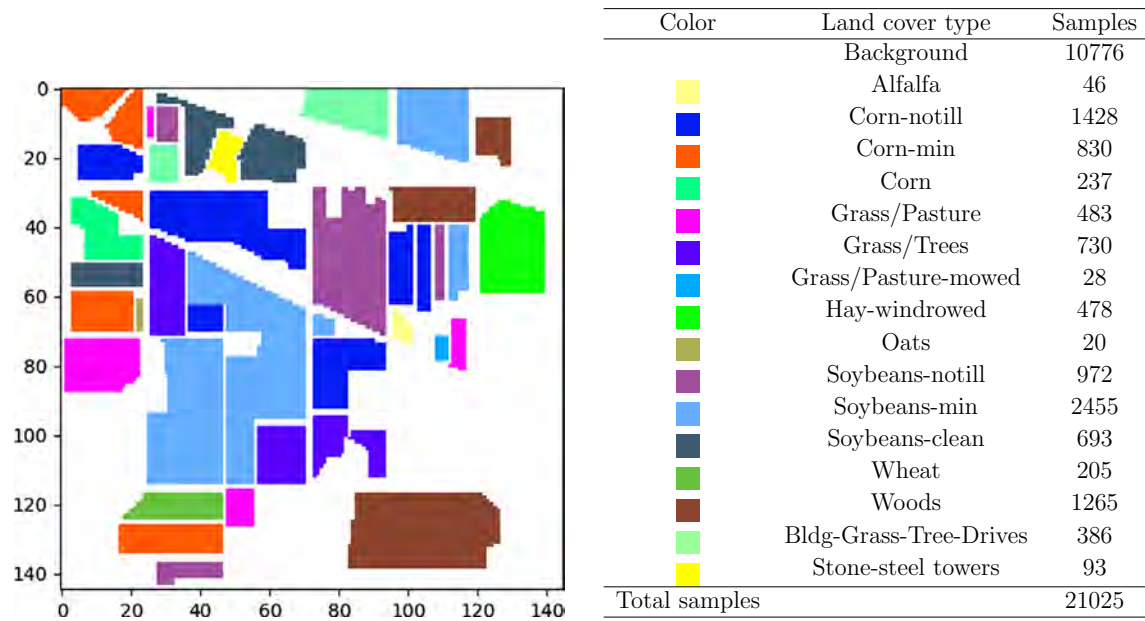 0
20
40
60
80
100
120
140
0 20 40 60 80 100 120 140
Color Land cover type Samples
Background 10776
Alfalfa 46
Corn-notill 1428
Corn-min 830
Corn 237
Grass/Pasture 483
Grass/Trees 730
Grass/Pasture-mowed 28
Hay-windrowed 478
Oats 20
Soybeans-notill 972
Soybeans-min 2455
Soybeans-clean 693
Wheat 205
Woods 1265
Bldg-Grass-Tree-Drives 386
Stone-steel towers 93
Total samples 21025